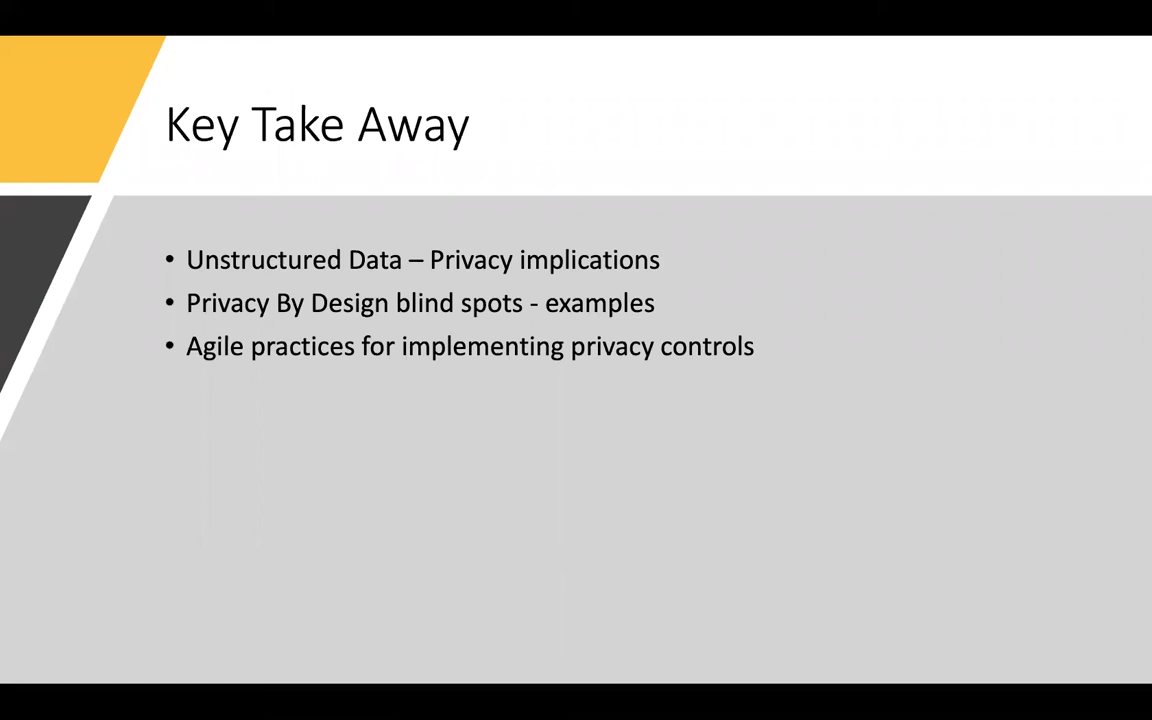 Key Take Away
• Unstructured Data – Privacy implications
• Privacy By Design blind spots - examples
• Agile practices for implementing privacy controls